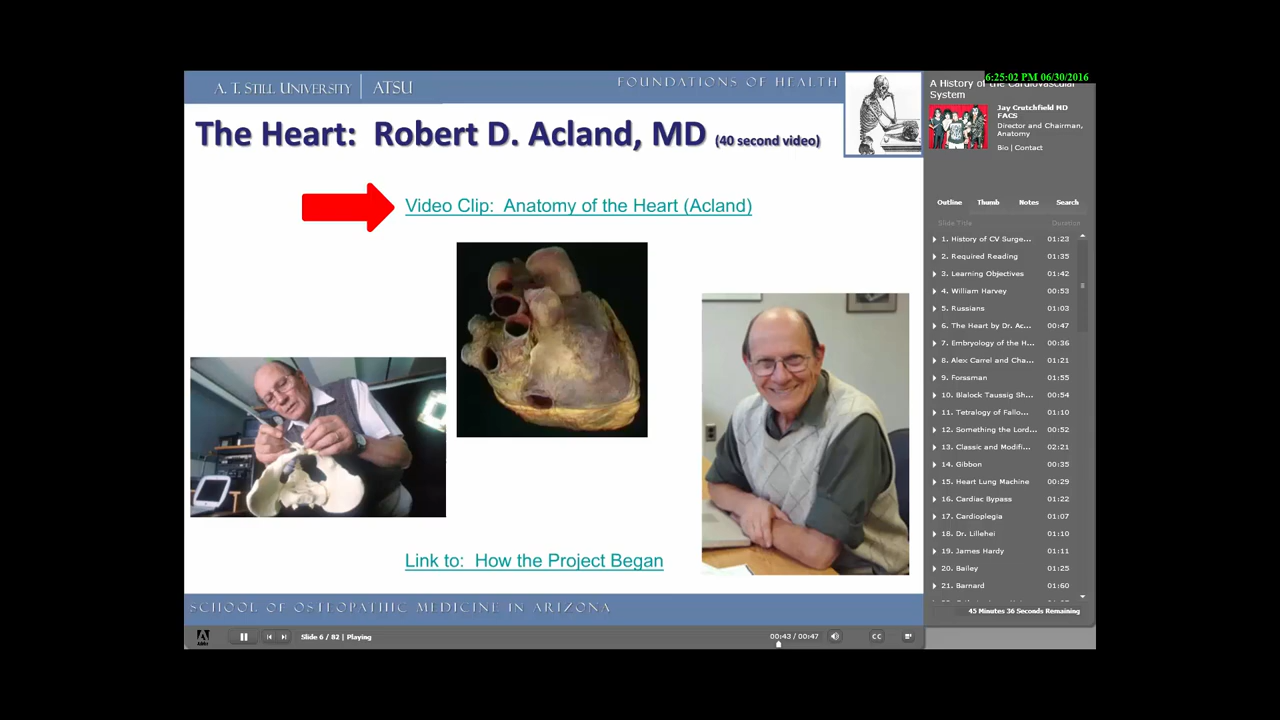 6:25:02 PM 06/30/2016
A. T. STILL UNIVERSITY | ATSU
FOUNDATIONS OF HEALTH
The Heart: Robert D. Acland, MD (40 second video)
Video Clip: Anatomy of the Heart (Acland)
Link to: How the Project Began
SCHOOL OF OSTEOPATHIC MEDICINE IN ARIZONA
Slide 6 / 82 | Playing
00:43 / 00:47
CC
A History of the Cardiovascular
System
Jay Crutchfield MD
FACS
Director and Chairman,
Anatomy
Bio | Contact
Outline Thumb Notes Search
Slide Title Duration
1. History of CV Surge... 01:23
2. Required Reading 01:35
3. Learning Objectives 01:42
4. William Harvey 00:53
5. Russians 01:03
6. The Heart by Dr. Ac... 00:47
7. Embryology of the H... 00:36
8. Alex Carrel and Cha... 01:21
9. Forssman 01:55
10. Blalock Taussig Sh... 00:54
11. Tetralogy of Fallo... 01:10
12. Something the Lord... 00:52
13. Classic and Modifi... 02:21
14. Gibbon 00:35
15. Heart Lung Machine 00:29
16. Cardiac Bypass 01:22
17. Cardioplegia 01:07
18. Dr. Lillehei 01:10
19. James Hardy 01:11
20. Bailey 01:25
21. Barnard 01:60
45 Minutes 36 Seconds Remaining